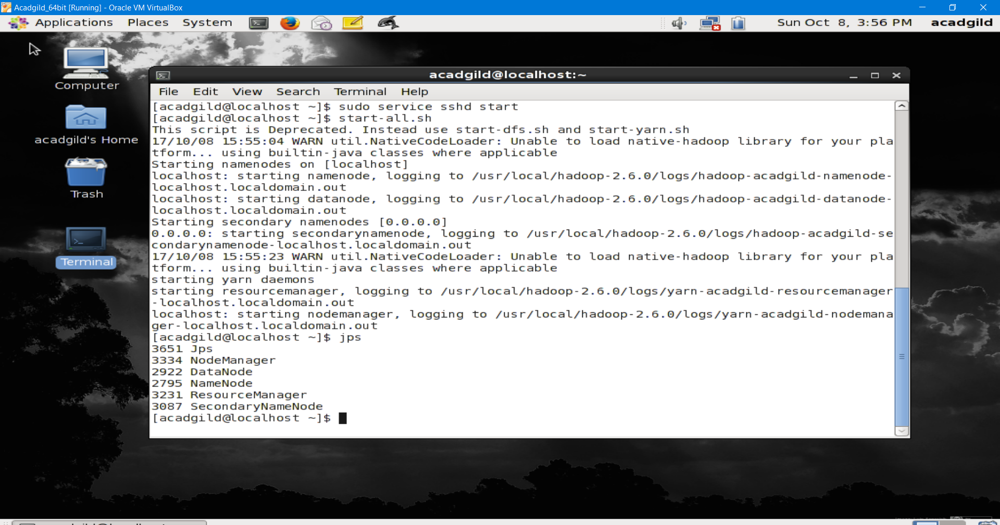 Acadgild_64bit [Running] - Oracle VM VirtualBox
Applications Places System
Sun Oct 8, 3:56 PM acadgild
Computer
acadgild's Home
Trash
Terminal
acadgild@localhost:~
File Edit View Search Terminal Help
[acadgild@localhost ~]$ sudo service sshd start
[acadgild@localhost ~]$ start-all.sh
This script is Deprecated. Instead use start-dfs.sh and start-yarn.sh
17/10/08 15:55:04 WARN util.NativeCodeLoader: Unable to load native-hadoop library for your pla
tform... using builtin-java classes where applicable
Starting namenodes on [localhost]
localhost: starting namenode, logging to /usr/local/hadoop-2.6.0/logs/hadoop-acadgild-namenode-
localhost.localdomain.out
localhost: starting datanode, logging to /usr/local/hadoop-2.6.0/logs/hadoop-acadgild-datanode-
localhost.localdomain.out
Starting secondary namenodes [0.0.0.0]
0.0.0.0: starting secondarynamenode, logging to /usr/local/hadoop-2.6.0/logs/hadoop-acadgild-se
condarynamenode-localhost.localdomain.out
17/10/08 15:55:23 WARN util.NativeCodeLoader: Unable to load native-hadoop library for your pla
tform... using builtin-java classes where applicable
starting yarn daemons
starting resourcemanager, logging to /usr/local/hadoop-2.6.0/logs/yarn-acadgild-resourcemanager
-localhost.localdomain.out
localhost: starting nodemanager, logging to /usr/local/hadoop-2.6.0/logs/yarn-acadgild-nodemana
ger-localhost.localdomain.out
[acadgild@localhost ~]$ jps
3651 Jps
3334 NodeManager
2922 DataNode
2795 NameNode
3231 ResourceManager
3087 SecondaryNameNode
[acadgild@localhost ~]$